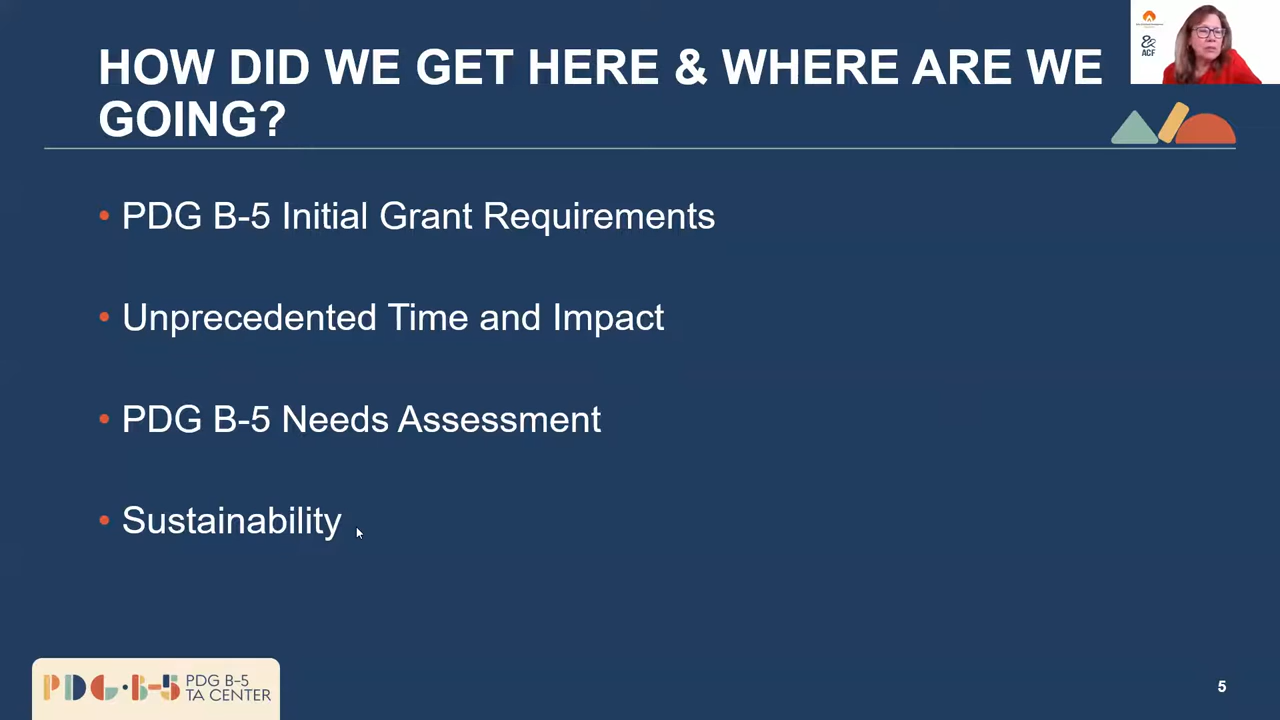 HOW DID WE GET HERE & WHERE ARE WE
GOING?
ACF
• PDG B-5 Initial Grant Requirements
• Unprecedented Time and Impact
• PDG B-5 Needs Assessment
• Sustainability
PDG·B-5
PDG B-5
TA CENTER
5